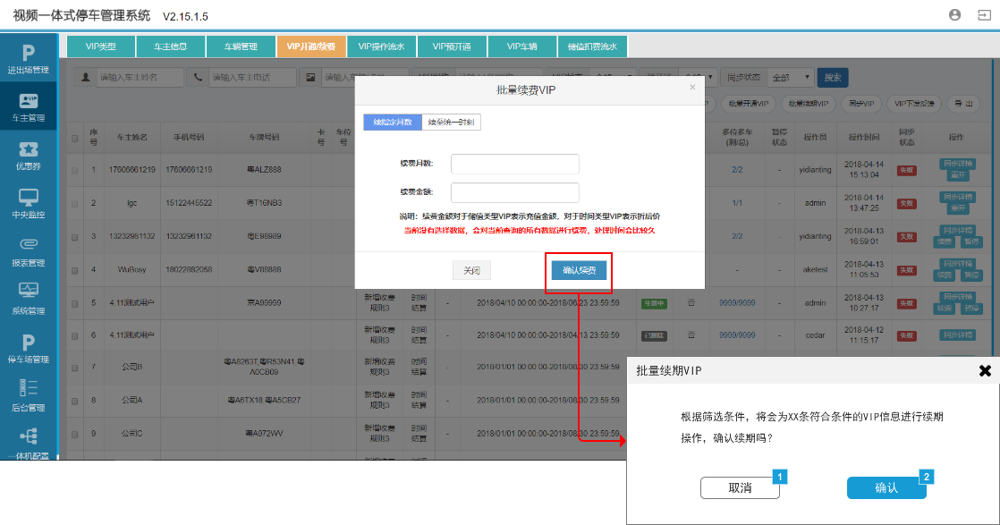 视频一体式停车管理系统 V2.15.1.5
VIP类型 车主信息 车辆管理 VIP开通/续费 VIP操作流水 VIP预开通 VIP车辆 储值扣费流水
进出场管理
车主管理
优惠券
中央监控
报表管理
系统管理
停车场管理
后台管理
一体机配置
请输入车主姓名 请输入车主电话 同步状态 全部 搜索
批量开通VIP 批量续期VIP 同步VIP VIP下发反馈 导 出
序号 车主姓名 手机号码 车牌号码 卡号 车位号 多位多车(剩/总) 暂停状态 操作员 操作时间 同步状态 操作
1 17606661219 17606661219 粤ALZ888 2/2 - yidianting 2018-04-14 15:13:04 失败 同步详情 重开
2 lgc 15122445522 粤T16NB3 1/1 - admin 2018-04-14 13:47:25 失败 同步详情 重开
3 13232961132 13232961132 粤E98989 2/2 - yidianting 2018-04-13 16:59:01 失败 同步详情 续费 暂停
4 WuBosy 18022882058 粤V88888 - - aketest 2018-04-13 11:05:53 失败 同步详情 续费 暂停
5 4.11测试用户 京A99999 新增收费规则3 时间结算 - 2018/04/10 00:00:00-2018/06/23 23:59:59 生效中 否 9999/9999 - admin 2018-04-13 10:27:17 失败 同步详情 续费 暂停
6 4.11测试用户 新增收费规则3 时间结算 - 2018/04/10 00:00:00-2018/04/13 23:59:59 已删除 否 9999/9999 - cedar 2018-04-12 11:15:17 失败 同步详情
7 公司B 粤A8263T,粤R53N41,粤A0CB09 新增收费规则3 时间结算 - 2018/01/01 00:00:00-2018/08/30 23:59:59
8 公司A 粤A6TX18,粤A5CB27 新增收费规则3 时间结算 - 2018/01/01 00:00:00-2018/08/30 23:59:59
9 公司C 粤A972WV 新增收费规则3 时间结算 - 2018/01/01 00:00:00-2018/08/30 23:59:59
批量续费VIP ×
续指定月数 续至统一时刻
续费月数:
续费金额:
说明：续费金额对于储值类型VIP表示充值金额，对于时间类型VIP表示折后价
当前没有选择数据，会对当前查询的所有数据进行续费，处理时间会比较久
关闭 确认续费
批量续期VIP
根据筛选条件，将会为XX条符合条件的VIP信息进行续期
操作，确认续期吗？
取消 1 确认 2